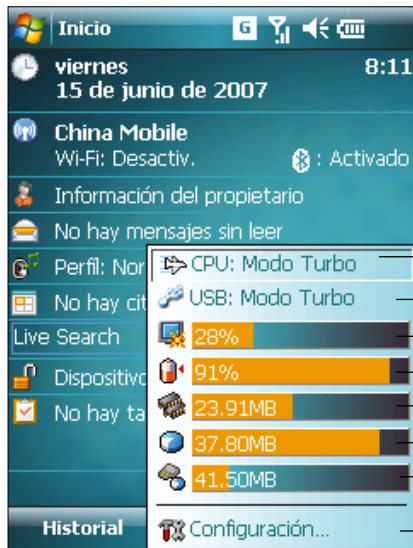 Inicio G
viernes 8:11
15 de junio de 2007
China Mobile
Wi-Fi: Desactiv. : Activado
Información del propietario
No hay mensajes sin leer
Perfil: Nor
CPU: Modo Turbo
No hay cit
USB: Modo Turbo
Live Search
28%
Dispositivo
91%
No hay ta
23.91MB
37.80MB
41.50MB
Historial
Configuración...